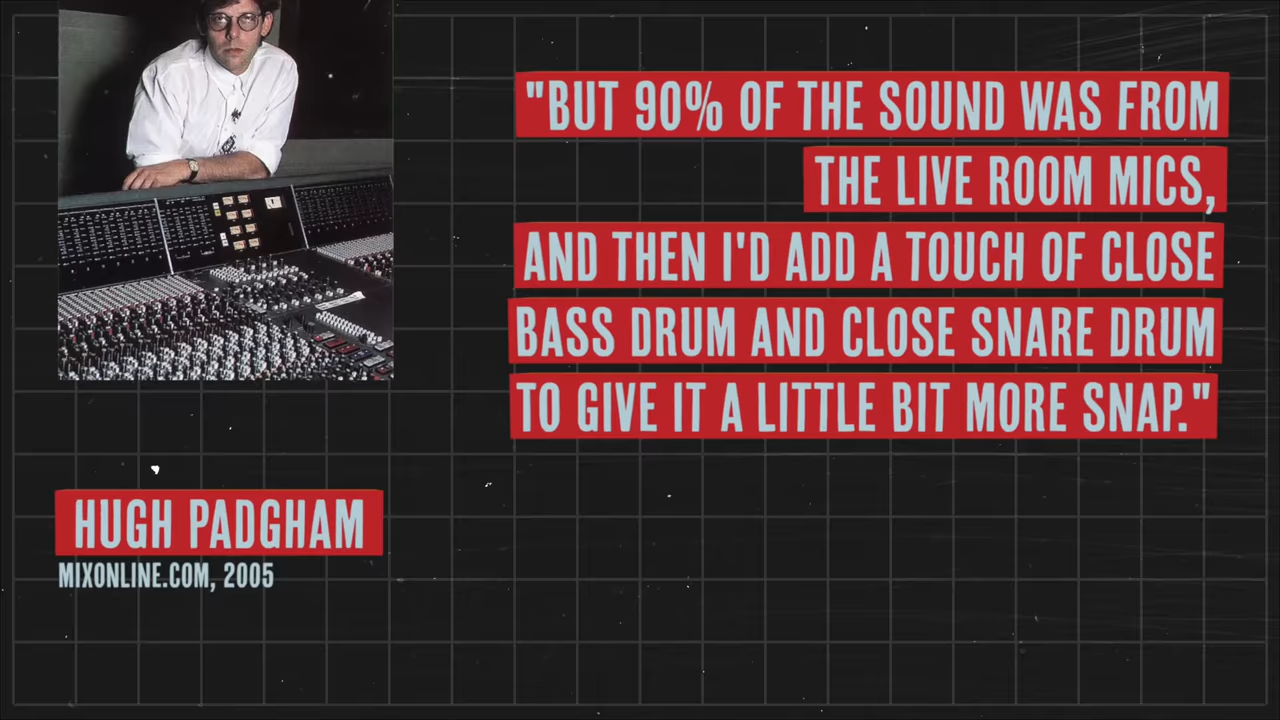 "BUT 90% OF THE SOUND WAS FROM
THE LIVE ROOM MICS,
AND THEN I'D ADD A TOUCH OF CLOSE
BASS DRUM AND CLOSE SNARE DRUM
TO GIVE IT A LITTLE BIT MORE SNAP."
HUGH PADGHAM
MIXONLINE.COM, 2005